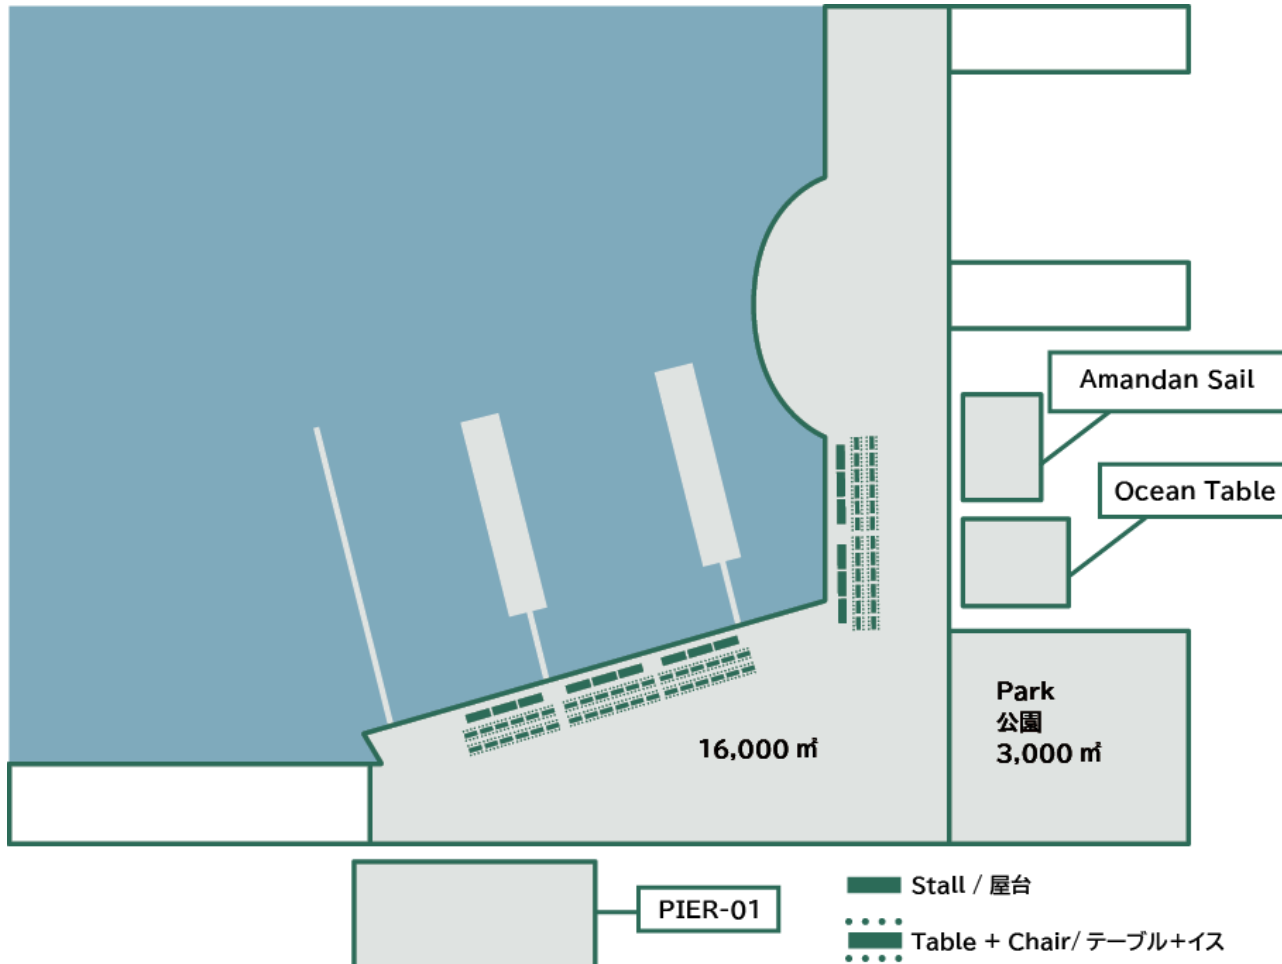 Amandan Sail
Ocean Table
Park
公園
3,000 ㎡
16,000 ㎡
PIER-01
Stall / 屋台
Table + Chair/ テーブル+イス